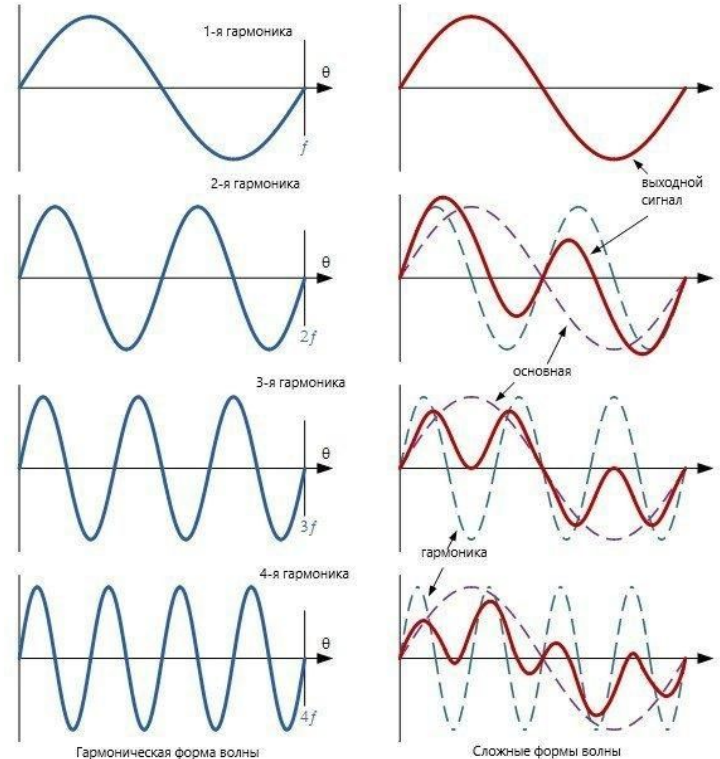 1-я гармоника
θ
f
2-я гармоника
выходной
сигнал
θ
2f
основная
3-я гармоника
θ
3f
гармоника
4-я гармоника
θ
4f
Гармоническая форма волны
Сложные формы волны